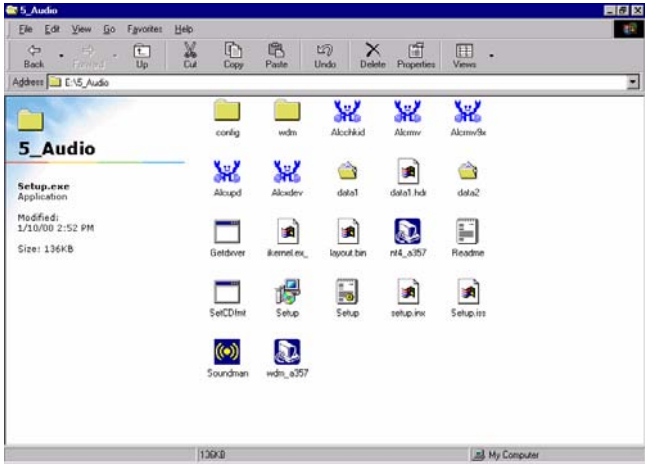 5_Audio
File Edit View Go Favorites Help
Back Forward Up Cut Copy Paste Undo Delete Properties Views
Address E:\5_Audio
5_Audio
Setup.exe
Application
Modified:
1/10/00 2:52 PM
Size: 136KB
config wdm Alcchkid Alcrmv Alcrmv9x
Alcupd Alcxdev data1 data1.hdr data2
Getdxver ikernel.ex_ layout.bin nt4_a357 Readme
SetCDfmt Setup Setup setup.inx Setup.iss
Soundman wdm_a357
136KB My Computer